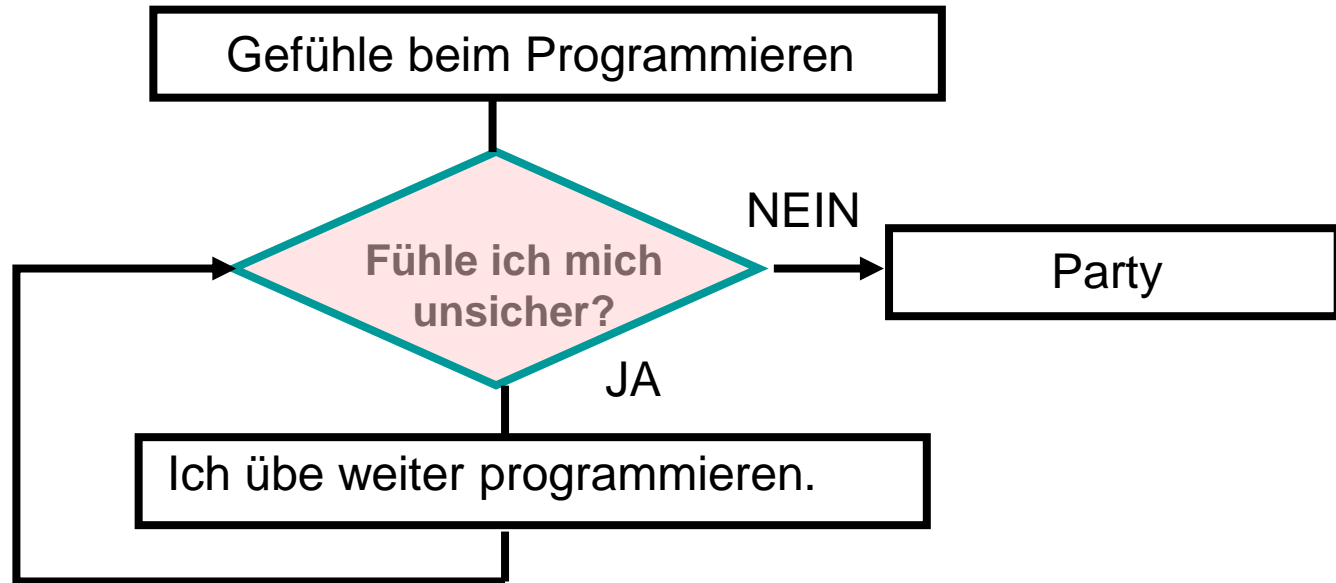 Gefühle beim Programmieren
NEIN
Fühle ich mich
unsicher?
Party
JA
Ich übe weiter programmieren.